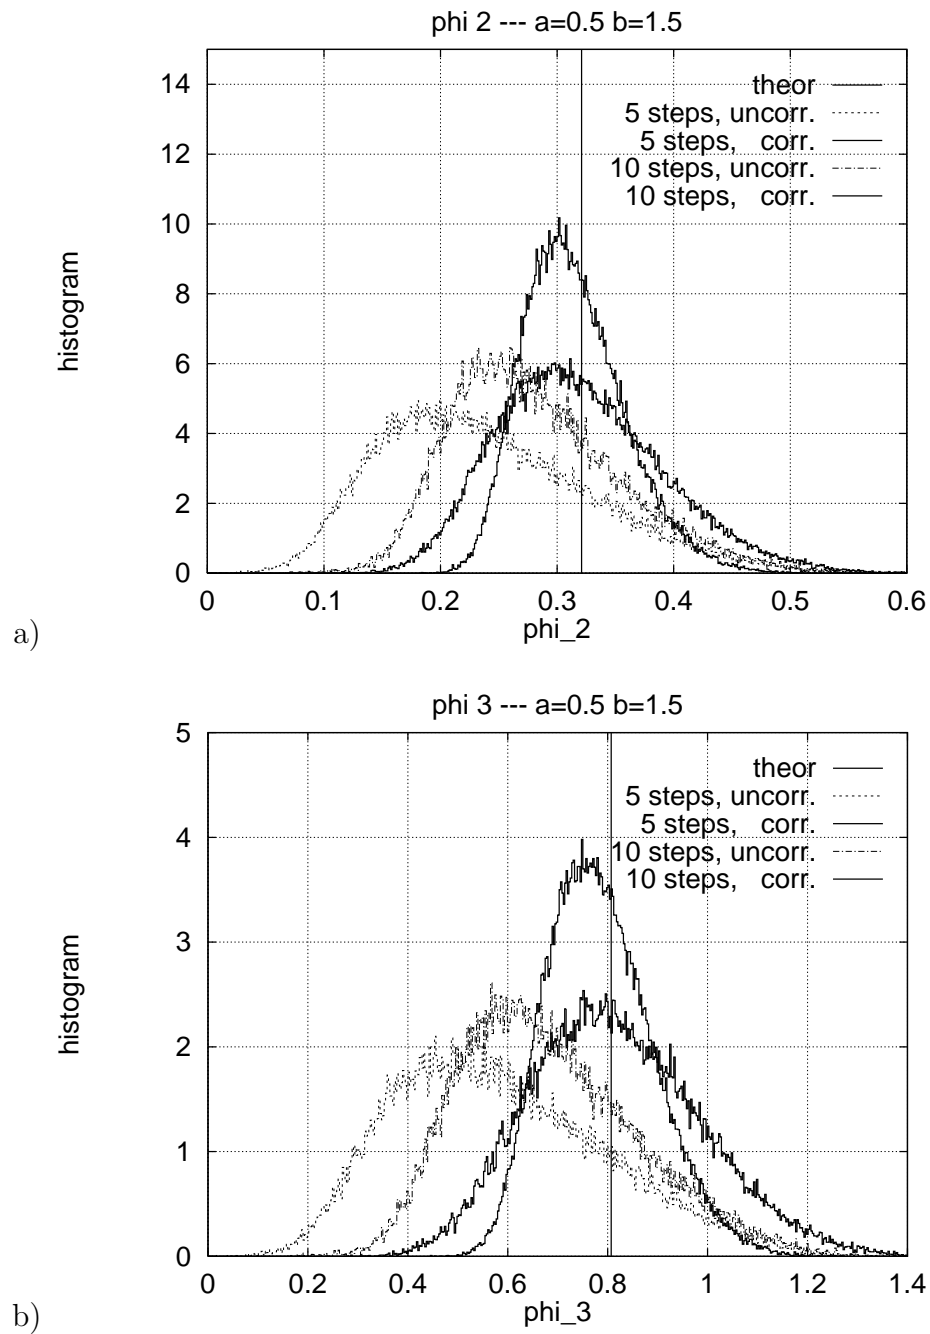 phi 2 --- a=0.5 b=1.5
14
theor
5 steps, uncorr.
12
5 steps,   corr.
10 steps, uncorr.
10 steps,   corr.
10
8
6
4
2
0
histogram
0 0.1 0.2 0.3 0.4 0.5 0.6
phi_2
a)
phi 3 --- a=0.5 b=1.5
5
theor
5 steps, uncorr.
5 steps,   corr.
4
10 steps, uncorr.
10 steps,   corr.
3
2
1
0
histogram
0 0.2 0.4 0.6 0.8 1 1.2 1.4
phi_3
b)